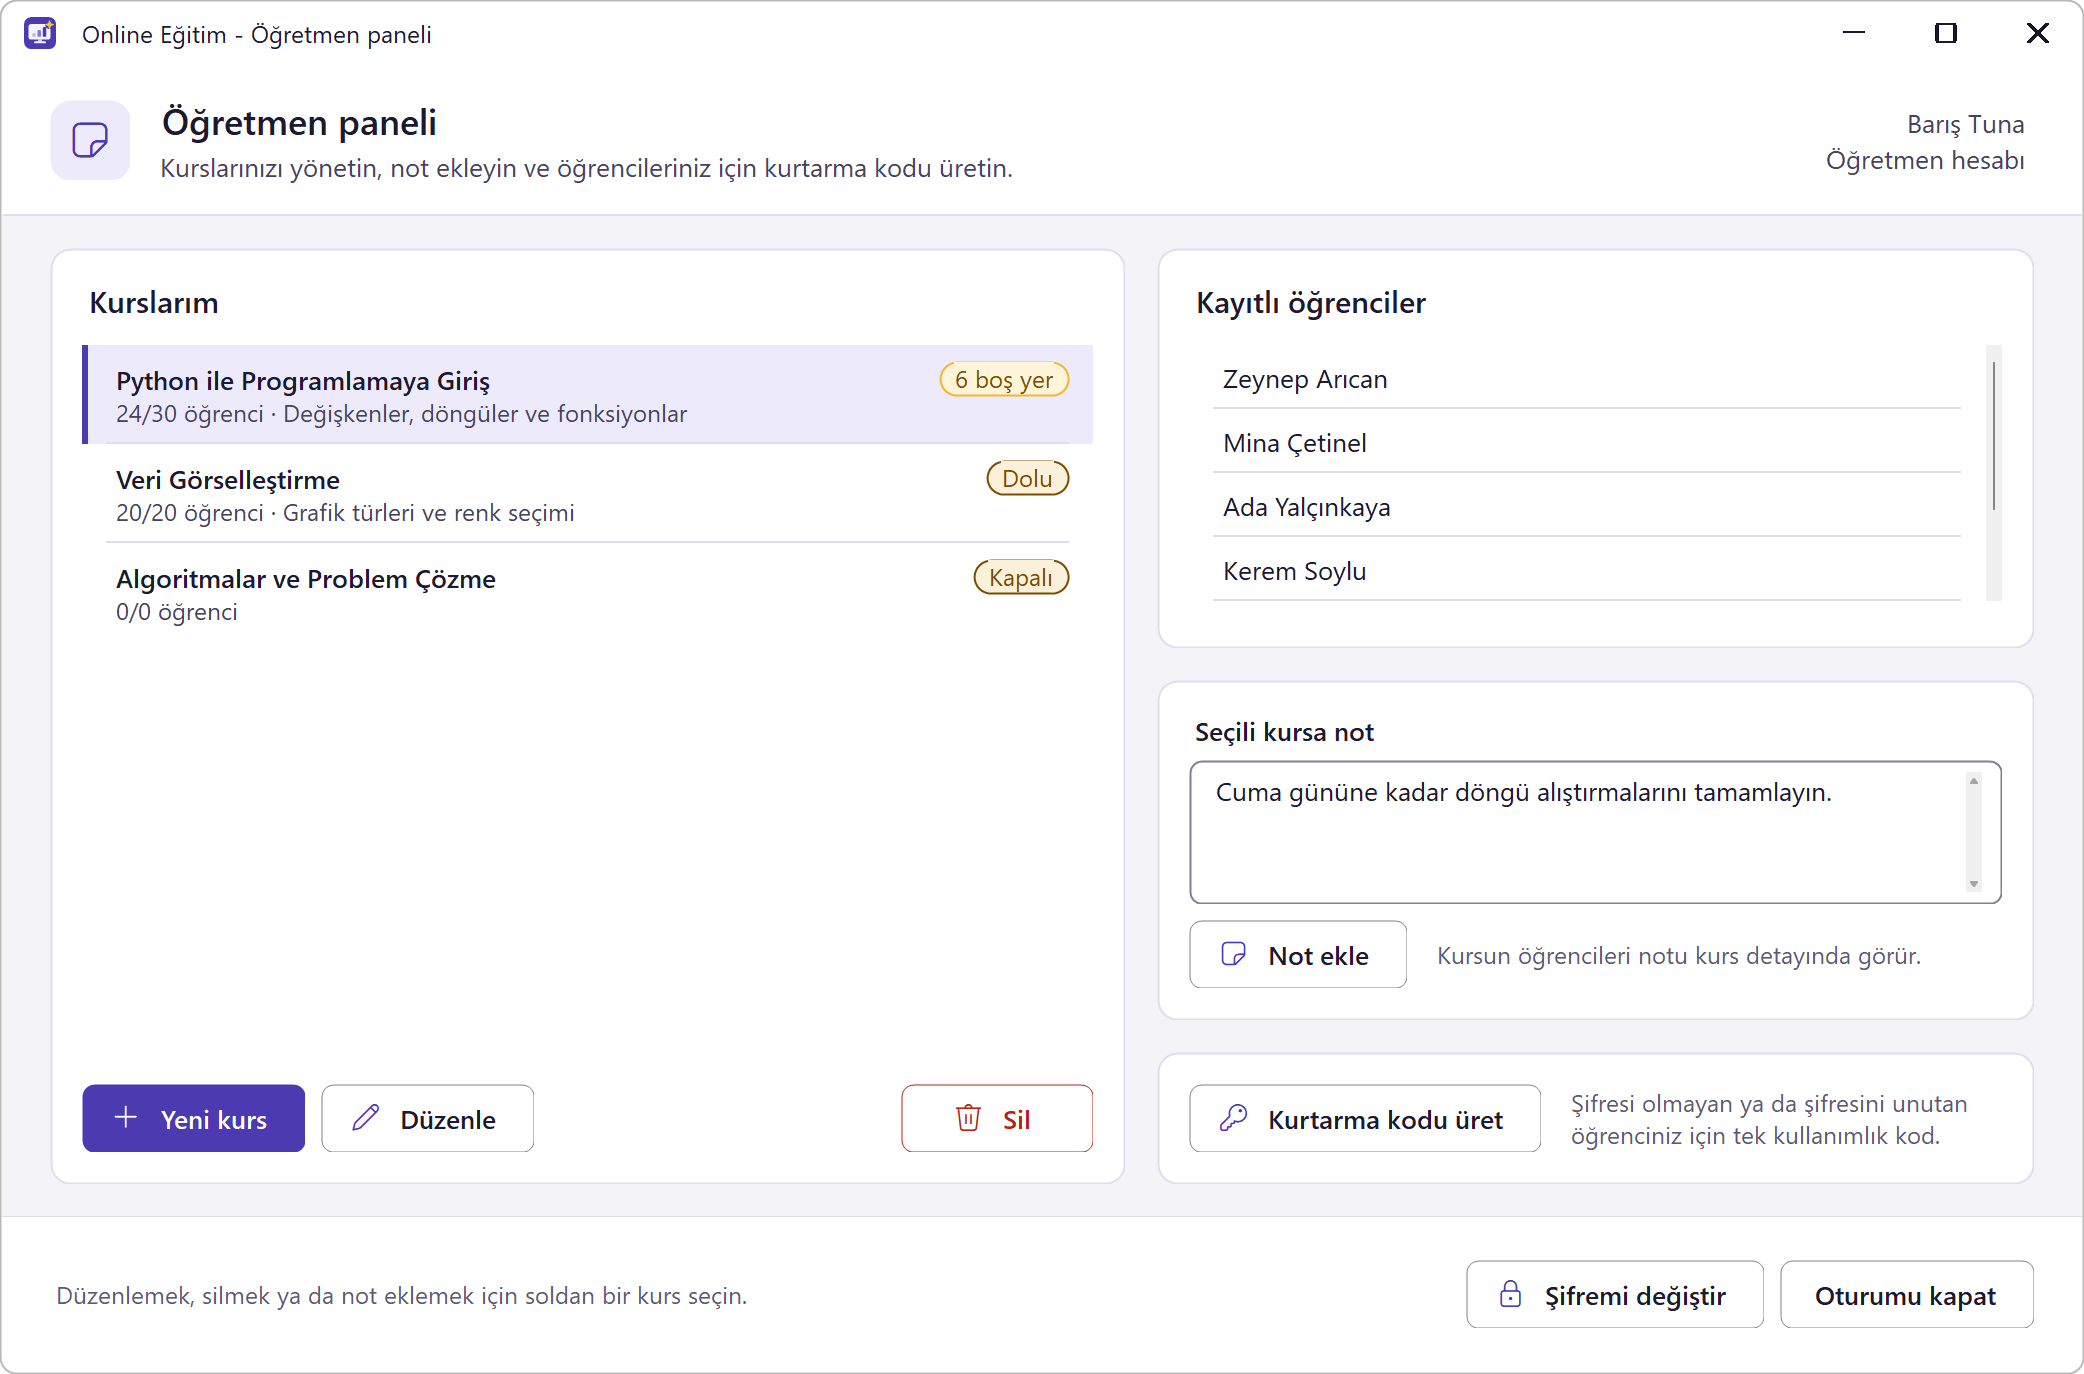 Online Eğitim - Öğretmen paneli
Öğretmen paneli
Kurslarınızı yönetin, not ekleyin ve öğrencileriniz için kurtarma kodu üretin.
Barış Tuna
Öğretmen hesabı
Kurslarım
Python ile Programlamaya Giriş
6 boş yer
24/30 öğrenci · Değişkenler, döngüler ve fonksiyonlar
Veri Görselleştirme
Dolu
20/20 öğrenci · Grafik türleri ve renk seçimi
Algoritmalar ve Problem Çözme
Kapalı
0/0 öğrenci
Yeni kurs
Düzenle
Sil
Kayıtlı öğrenciler
Zeynep Arıcan
Mina Çetinel
Ada Yalçınkaya
Kerem Soylu
Seçili kursa not
Cuma gününe kadar döngü alıştırmalarını tamamlayın.
Not ekle
Kursun öğrencileri notu kurs detayında görür.
Kurtarma kodu üret
Şifresi olmayan ya da şifresini unutan
öğrenciniz için tek kullanımlık kod.
Düzenlemek, silmek ya da not eklemek için soldan bir kurs seçin.
Şifremi değiştir
Oturumu kapat